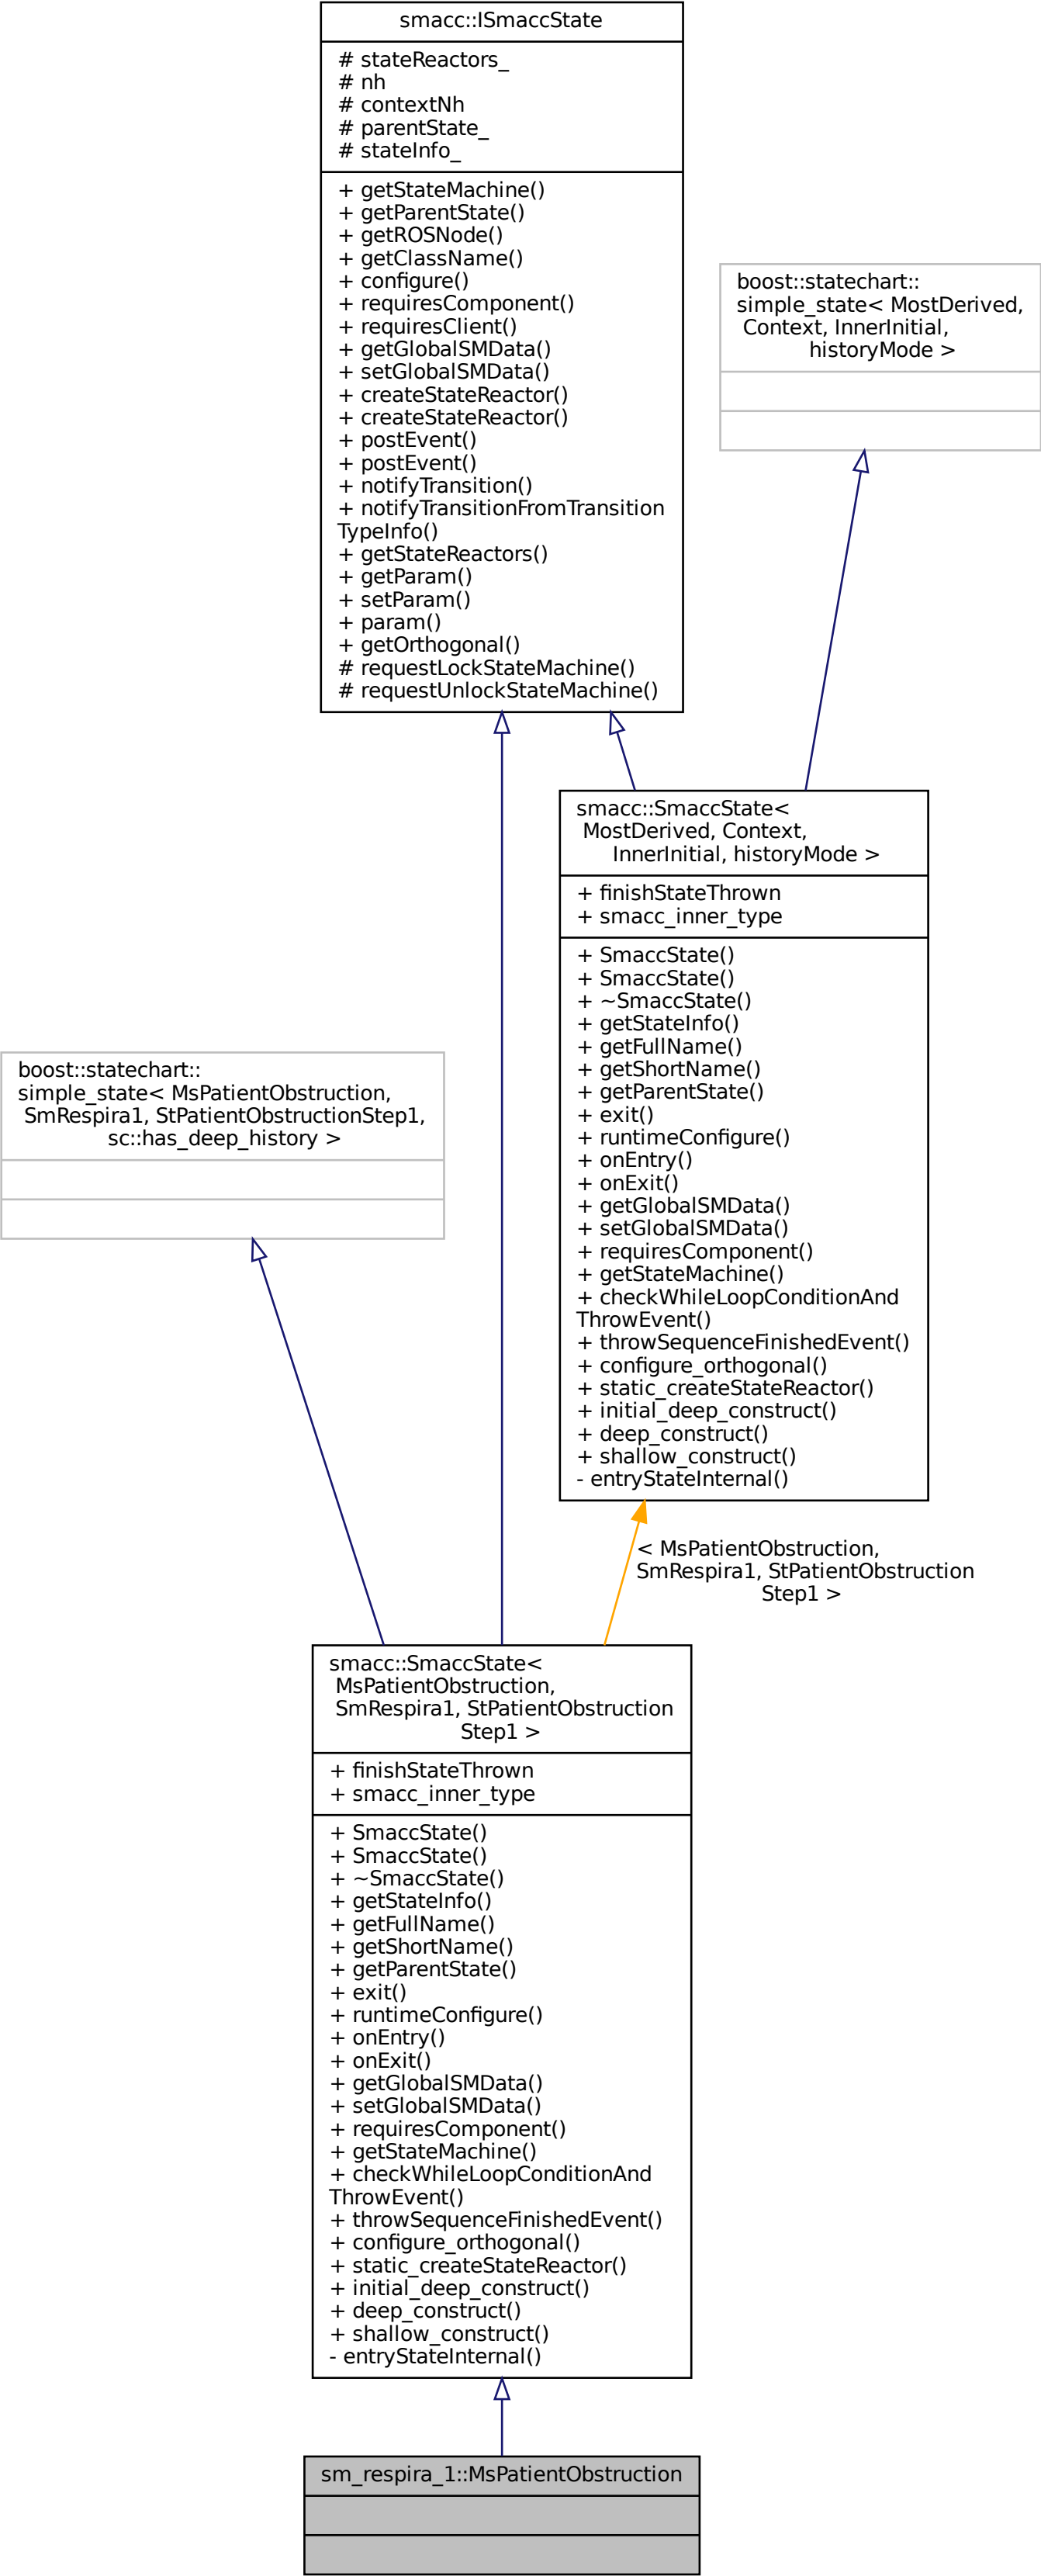 smacc::ISmaccState
# stateReactors_
# nh
# contextNh
# parentState_
# stateInfo_
+ getStateMachine()
+ getParentState()
+ getROSNode()
+ getClassName()
+ configure()
+ requiresComponent()
+ requiresClient()
+ getGlobalSMData()
+ setGlobalSMData()
+ createStateReactor()
+ createStateReactor()
+ postEvent()
+ postEvent()
+ notifyTransition()
+ notifyTransitionFromTransition
TypeInfo()
+ getStateReactors()
+ getParam()
+ setParam()
+ param()
+ getOrthogonal()
# requestLockStateMachine()
# requestUnlockStateMachine()
boost::statechart::
simple_state< MostDerived,
Context, InnerInitial,
historyMode >
smacc::SmaccState<
MostDerived, Context,
InnerInitial, historyMode >
+ finishStateThrown
+ smacc_inner_type
+ SmaccState()
+ SmaccState()
+ ~SmaccState()
+ getStateInfo()
+ getFullName()
+ getShortName()
+ getParentState()
+ exit()
+ runtimeConfigure()
+ onEntry()
+ onExit()
+ getGlobalSMData()
+ setGlobalSMData()
+ requiresComponent()
+ getStateMachine()
+ checkWhileLoopConditionAnd
ThrowEvent()
+ throwSequenceFinishedEvent()
+ configure_orthogonal()
+ static_createStateReactor()
+ initial_deep_construct()
+ deep_construct()
+ shallow_construct()
- entryStateInternal()
boost::statechart::
simple_state< MsPatientObstruction,
SmRespira1, StPatientObstructionStep1,
sc::has_deep_history >
< MsPatientObstruction,
SmRespira1, StPatientObstruction
Step1 >
smacc::SmaccState<
MsPatientObstruction,
SmRespira1, StPatientObstruction
Step1 >
+ finishStateThrown
+ smacc_inner_type
+ SmaccState()
+ SmaccState()
+ ~SmaccState()
+ getStateInfo()
+ getFullName()
+ getShortName()
+ getParentState()
+ exit()
+ runtimeConfigure()
+ onEntry()
+ onExit()
+ getGlobalSMData()
+ setGlobalSMData()
+ requiresComponent()
+ getStateMachine()
+ checkWhileLoopConditionAnd
ThrowEvent()
+ throwSequenceFinishedEvent()
+ configure_orthogonal()
+ static_createStateReactor()
+ initial_deep_construct()
+ deep_construct()
+ shallow_construct()
- entryStateInternal()
sm_respira_1::MsPatientObstruction